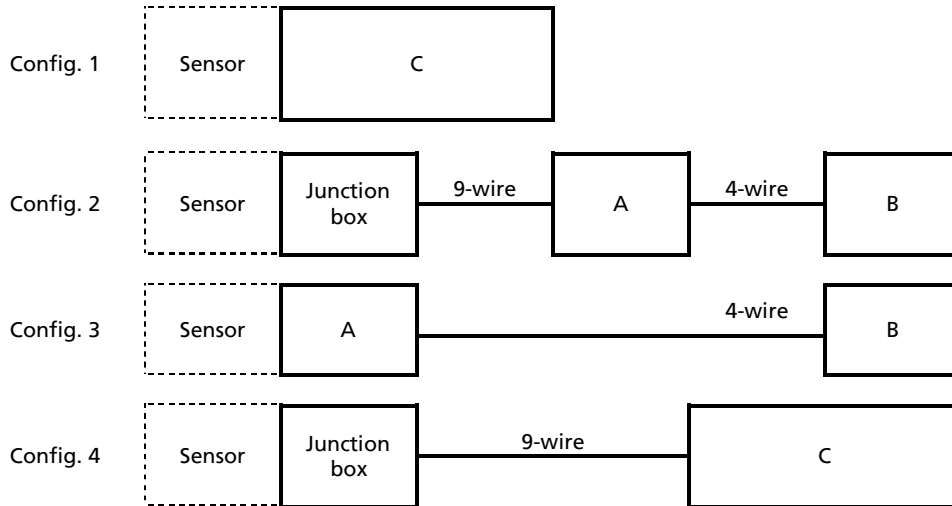 Config. 1 Sensor C
Config. 2 Sensor Junction box 9-wire A 4-wire B
Config. 3 Sensor A 4-wire B
Config. 4 Sensor Junction box 9-wire C